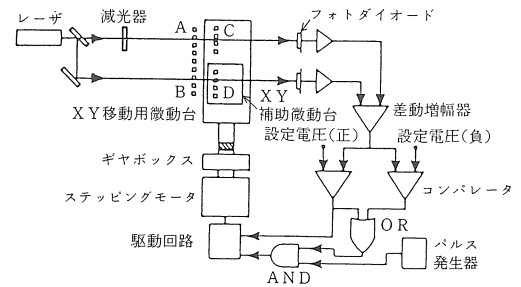 レーザ
減光器
A
C
フォトダイオード
B
D
XY
XY移動用微動台
補助微動台
差動増幅器
設定電圧(正)
設定電圧(負)
ギヤボックス
ステッピングモータ
コンパレータ
OR
駆動回路
AND
パルス
発生器